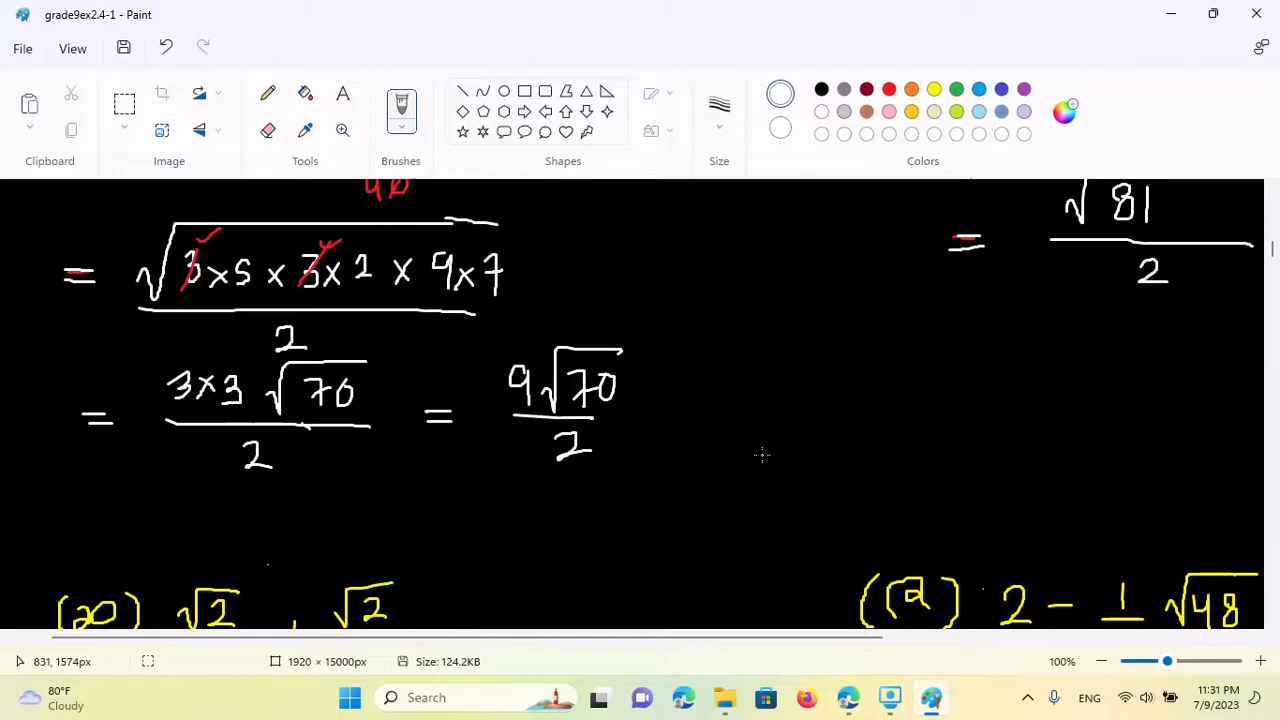 grade9ex2.4-1 - Paint
File View
Clipboard Image Tools Brushes Shapes Size Colors
40
= √3×5×3×2×9×7 / 2
= 3×3 √70 / 2 = 9√70 / 2
= √81 / 2
(20) √2 , √2
2 - 1 √48
831, 1574px 1920 × 15000px Size: 124.2KB 100%
80°F
Cloudy
Search
ENG
11:31 PM
7/9/2023